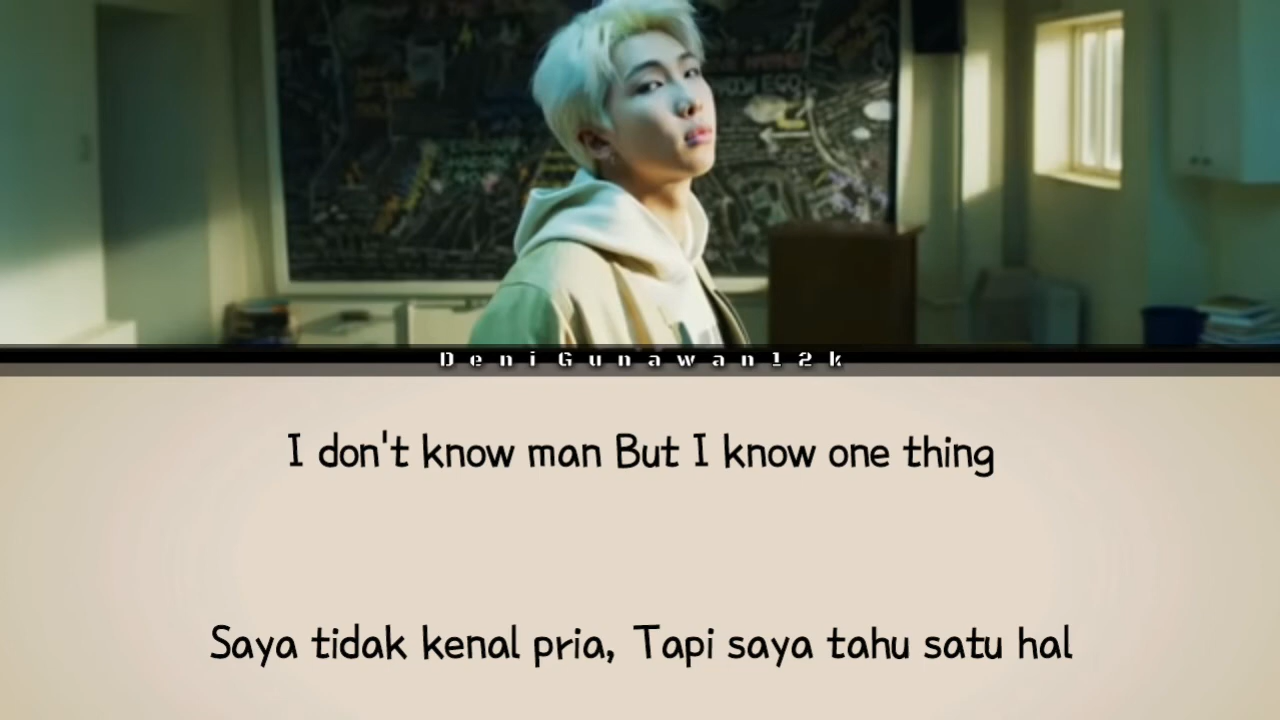 DeniGunawan12k
I don't know man But I know one thing
Saya tidak kenal pria, Tapi saya tahu satu hal